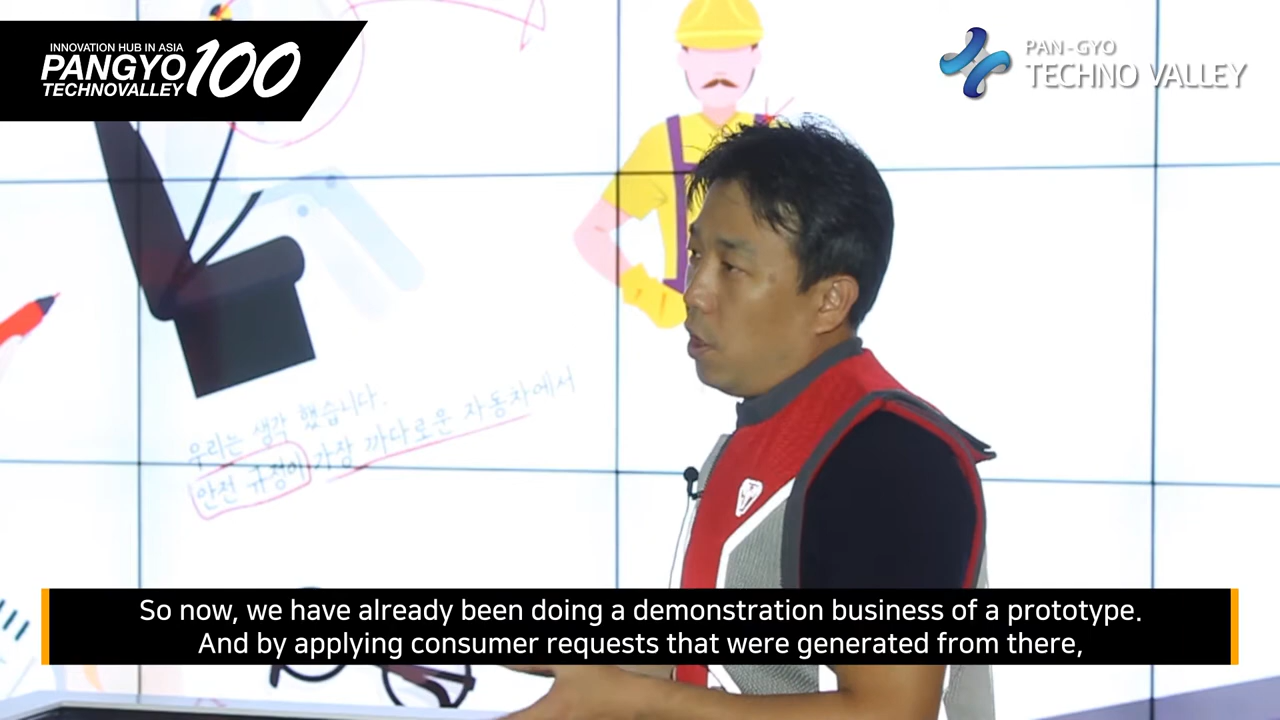 INNOVATION HUB IN ASIA
PANGYO
TECHNOVALLEY
100
PAN-GYO
TECHNO VALLEY
우리는 생각 했습니다.
안전 규정이 가장 까다로운 자동차에서
So now, we have already been doing a demonstration business of a prototype.
And by applying consumer requests that were generated from there,